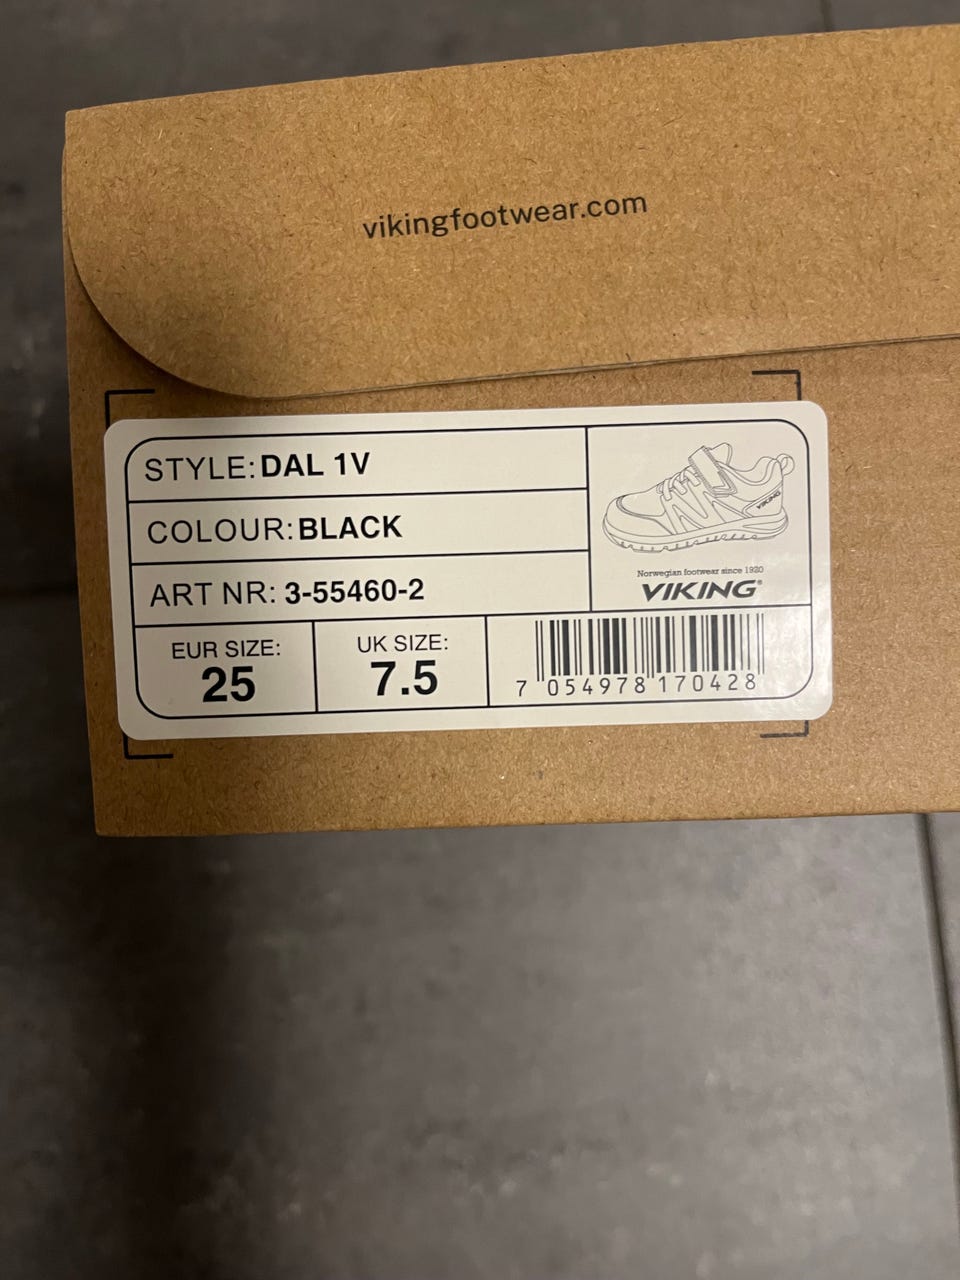 vikingfootwear.com
STYLE: DAL 1V
COLOUR: BLACK
ART NR: 3-55460-2
VIKING
Norwegian footwear since 1920
VIKING®
EUR SIZE:
25
UK SIZE:
7.5
7 054978 170428